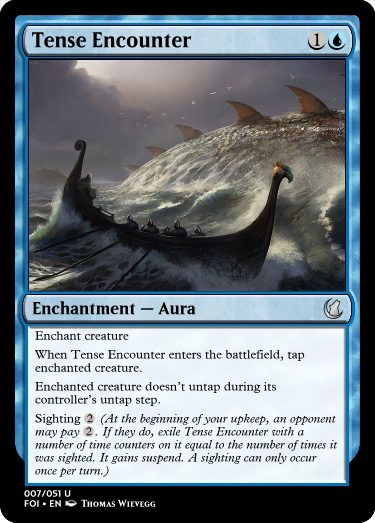 Tense Encounter 1
Enchantment — Aura
Enchant creature
When Tense Encounter enters the battlefield, tap
enchanted creature.
Enchanted creature doesn't untap during its
controller's untap step.
Sighting 2 (At the beginning of your upkeep, an opponent
may pay 2. If they do, exile Tense Encounter with a
number of time counters on it equal to the number of times it
was sighted. It gains suspend. A sighting can only occur
once per turn.)
007/051 U
FOI • EN Thomas Wievegg